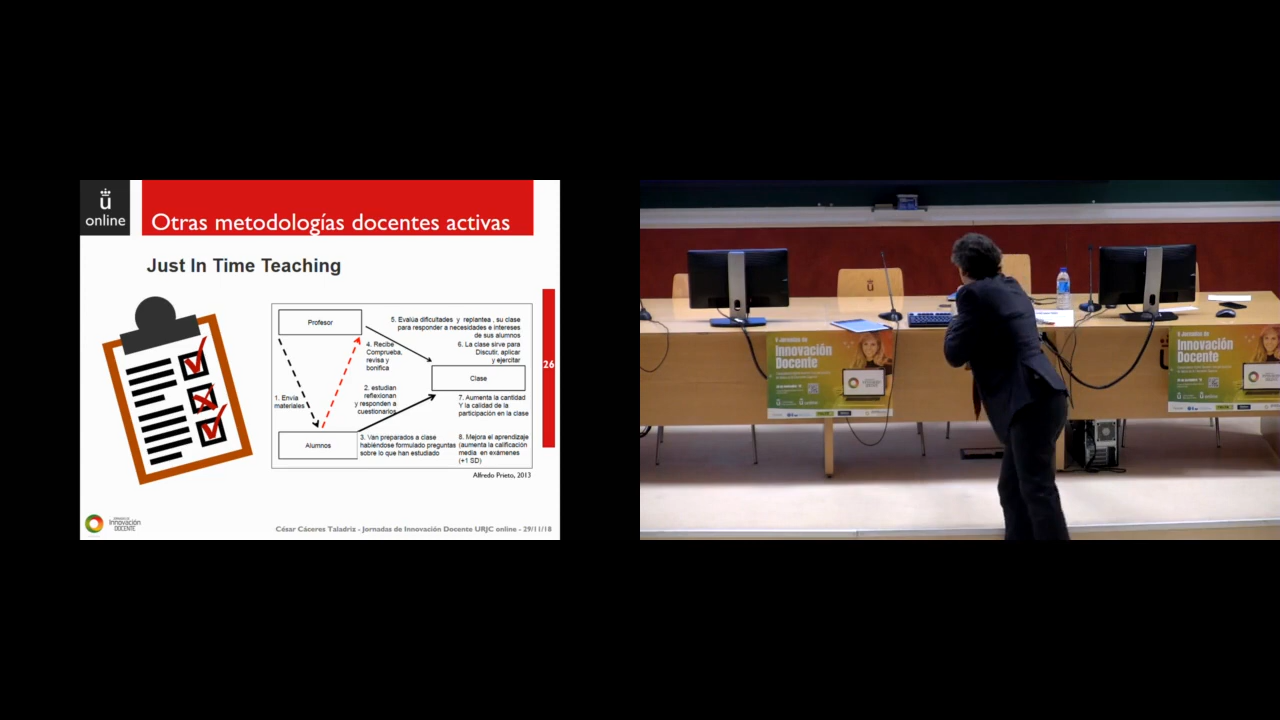 ü
online
Otras metodologías docentes activas
Just In Time Teaching
Profesor
5. Evalúa dificultades y replantea , su clase
para responder a necesidades e intereses
de sus alumnos
4. Recibe
Comprueba,
revisa y
bonifica
6. La clase sirve para
Discutir, aplicar
y ejercitar
26
Clase
2. estudian
reflexionan
y responden a
cuestionarios
1. Envia
materiales
7. Aumenta la cantidad
Y la calidad de la
participación en la clase
Alumnos
3. Van preparados a clase
habiéndose formulado preguntas
sobre lo que han estudiado
8. Mejora el aprendizaje
(aumenta la calificación
media en exámenes
(+1 SD)
Alfredo Prieto, 2013
Innovación
DOCENTE
César Cáceres Taladriz - Jornadas de Innovación Docente URJC online - 29/11/18
V Jornadas de
Innovación
Docente
V Jornadas de
Innovación
Docente